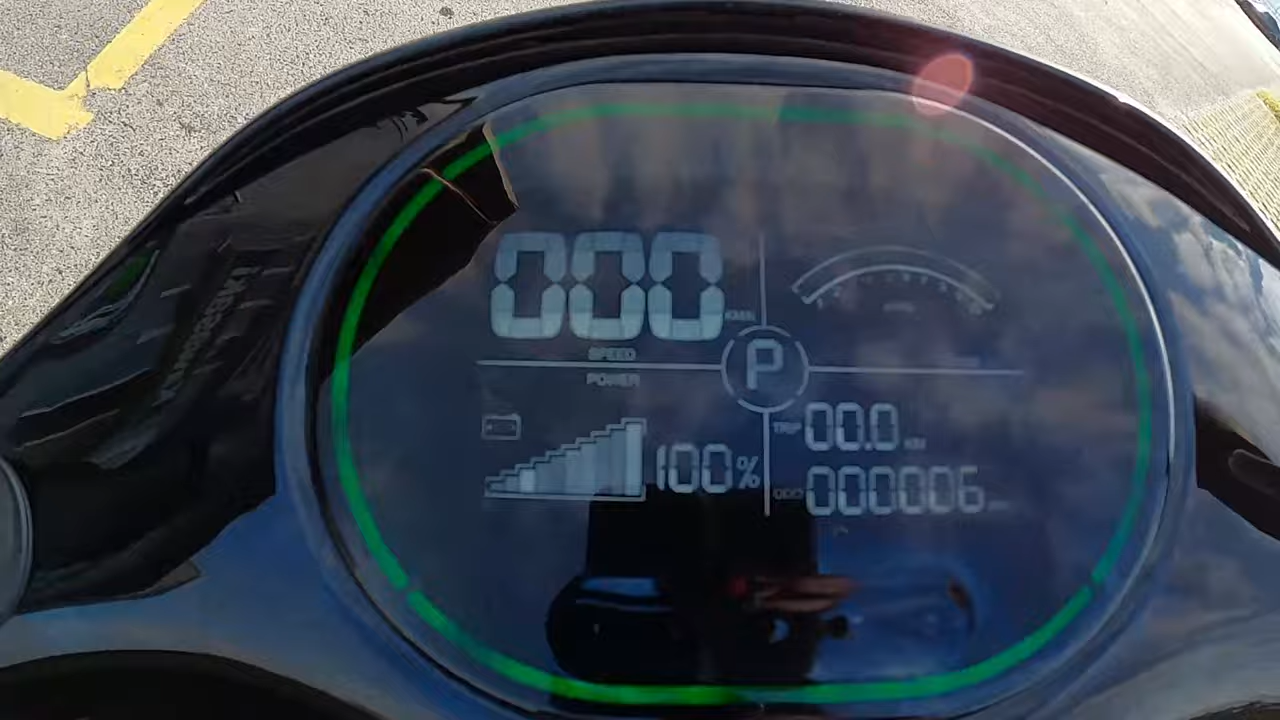 000 KM/H
SPEED
P
POWER
100%
TRIP 00.0 KM
ODO 000006